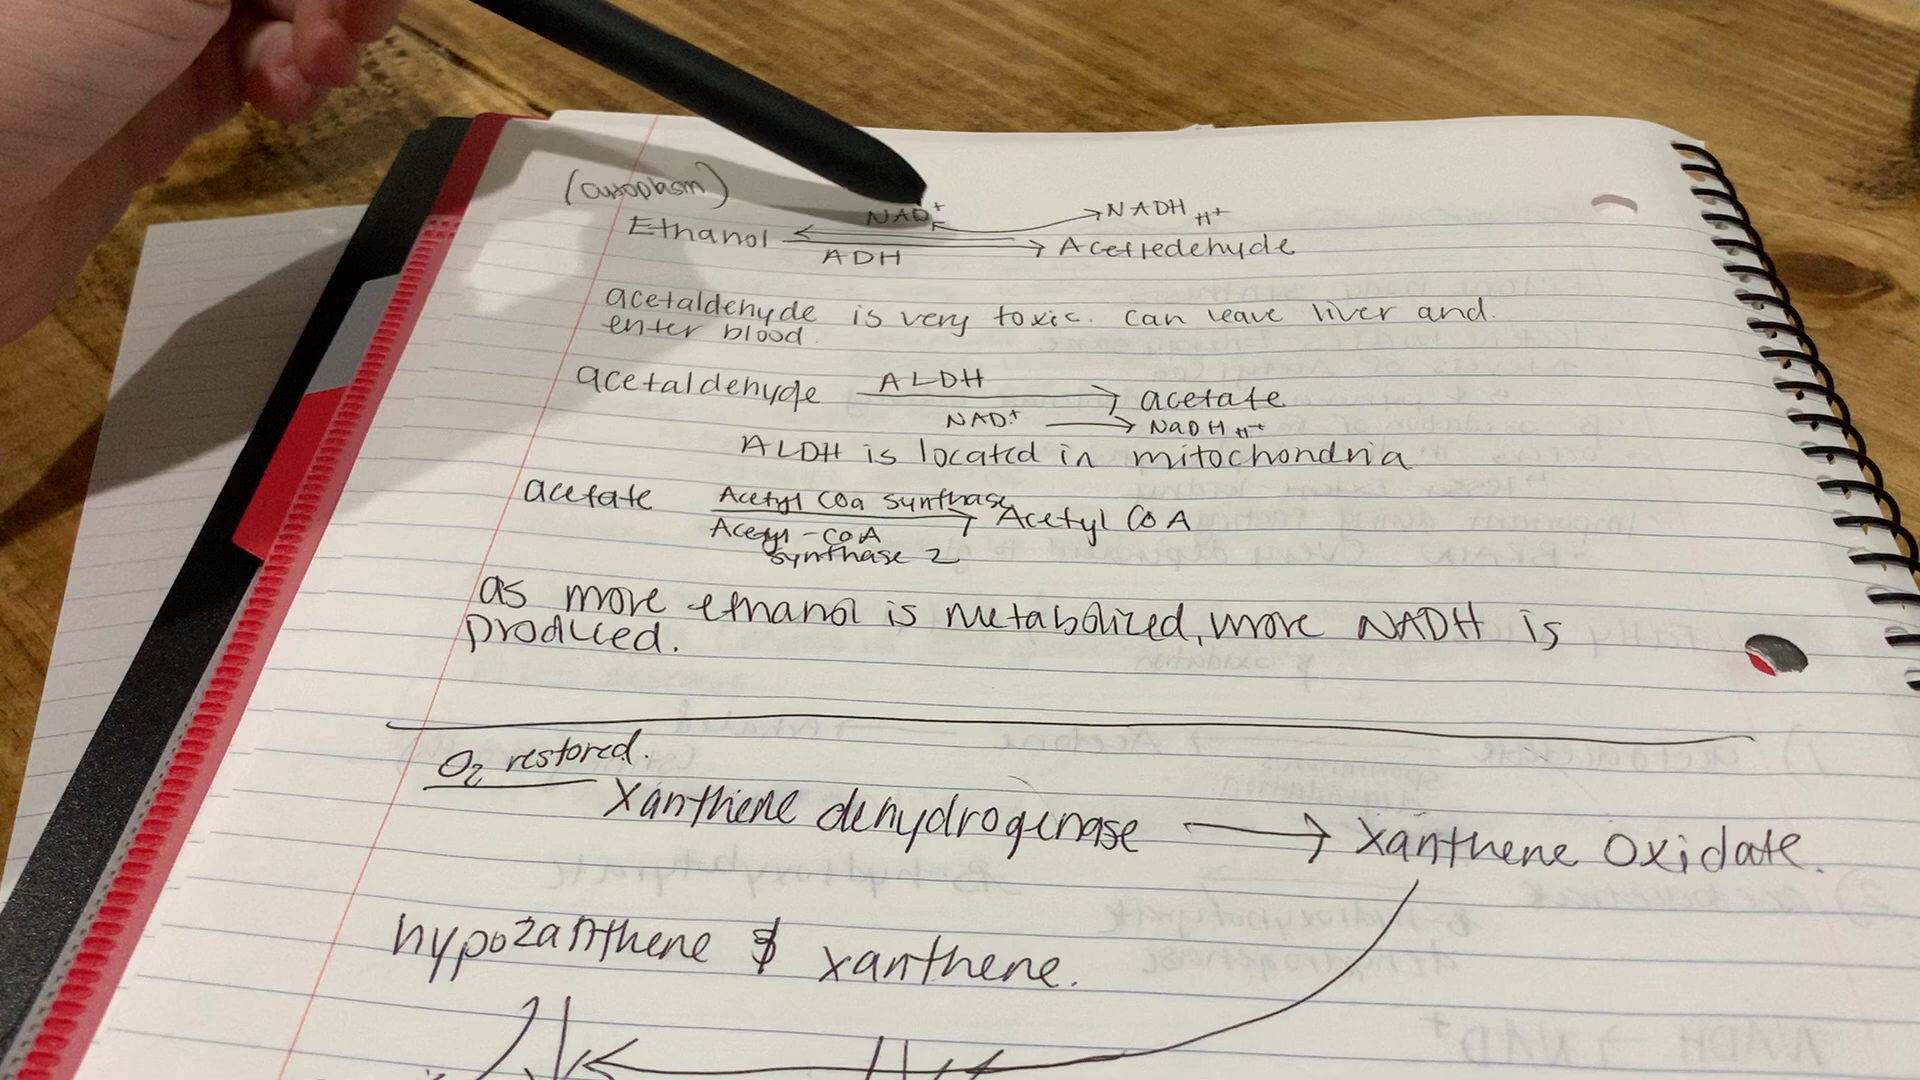 (cytoplasm)
NAD+ NADH H+
Ethanol Acetledehyde
ADH
acetaldehyde is very toxic. can leave liver and.
enter blood.
acetaldehyde ALDH acetate
NAD+ NaDH H+
ALDH is located in mitochondria
acetate Acetyl Coa synthase Acetyl CoA
Acetyl-CoA
synthase 2
as more ethanol is metabolized, more NADH is
produced.
O2 restored.
Xanthene dehydrogenase → Xanthene Oxidate.
hypozanthene & xanthene.